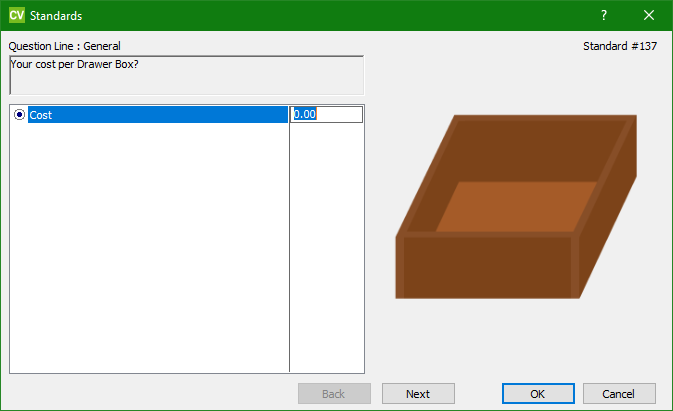 CV Standards ?
Question Line : General Standard #137
Your cost per Drawer Box?
Cost 0.00
Back Next OK Cancel